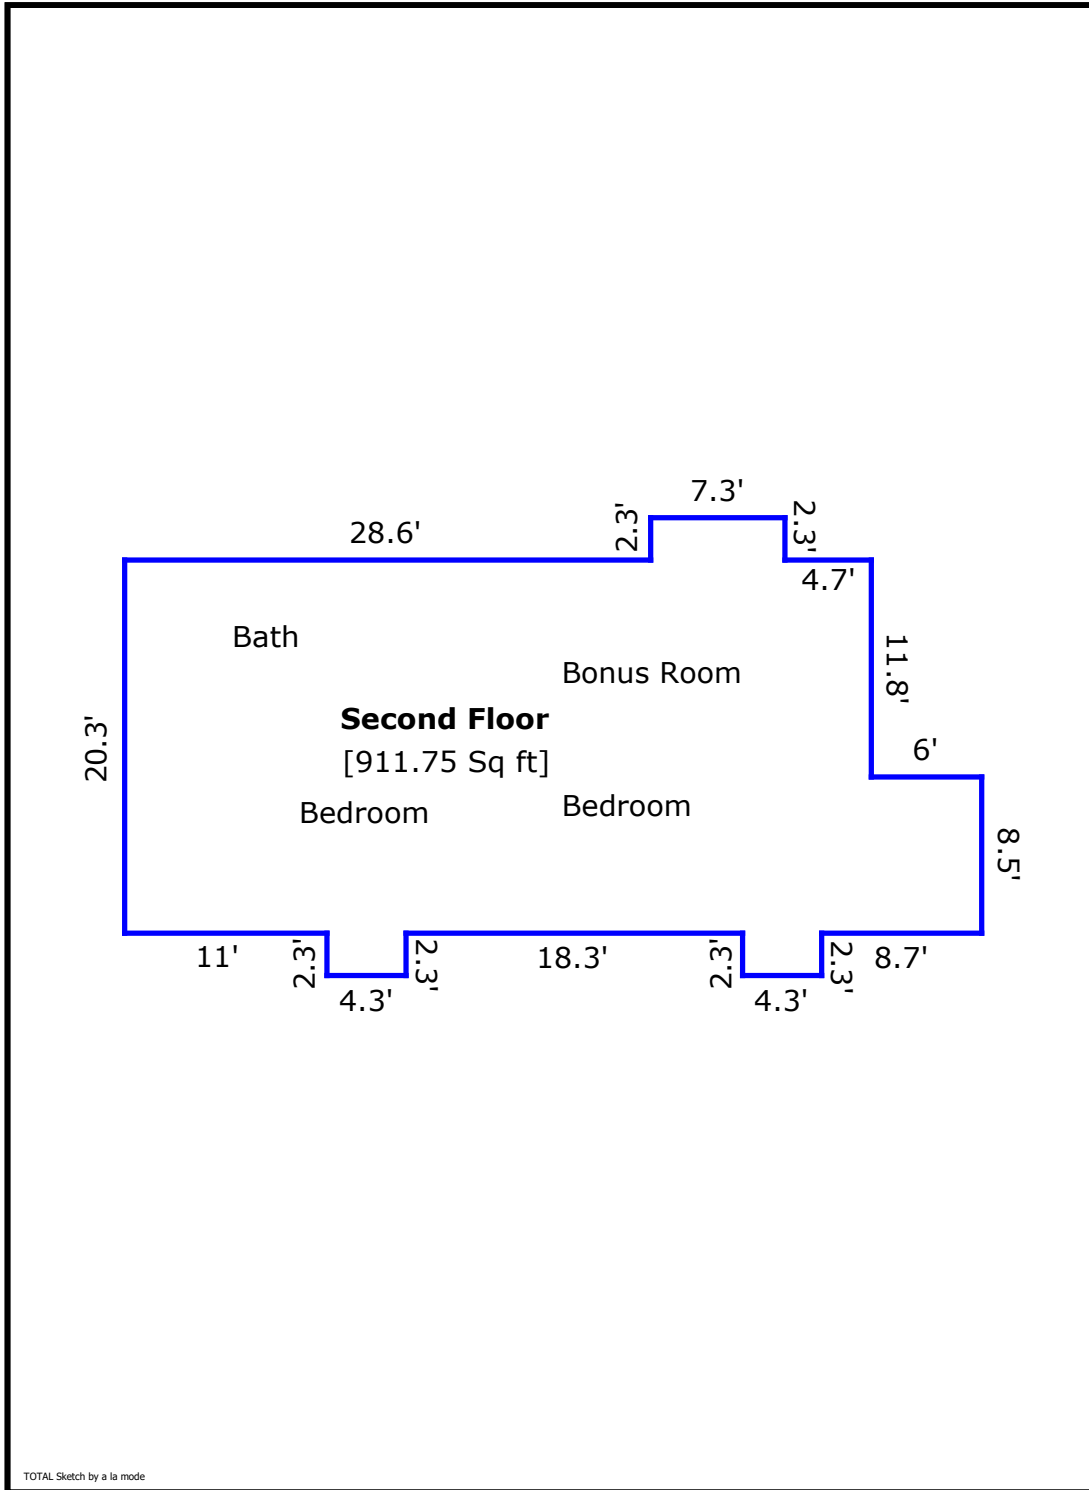 7.3'
28.6'
2.3'
2.3'
4.7'
Bath
11.8'
Bonus Room
Second Floor
20.3'
6'
[911.75 Sq ft]
Bedroom
Bedroom
8.5'
11'
2.3'
2.3'
18.3'
2.3'
2.3'
8.7'
4.3'
4.3'
TOTAL Sketch by a la mode